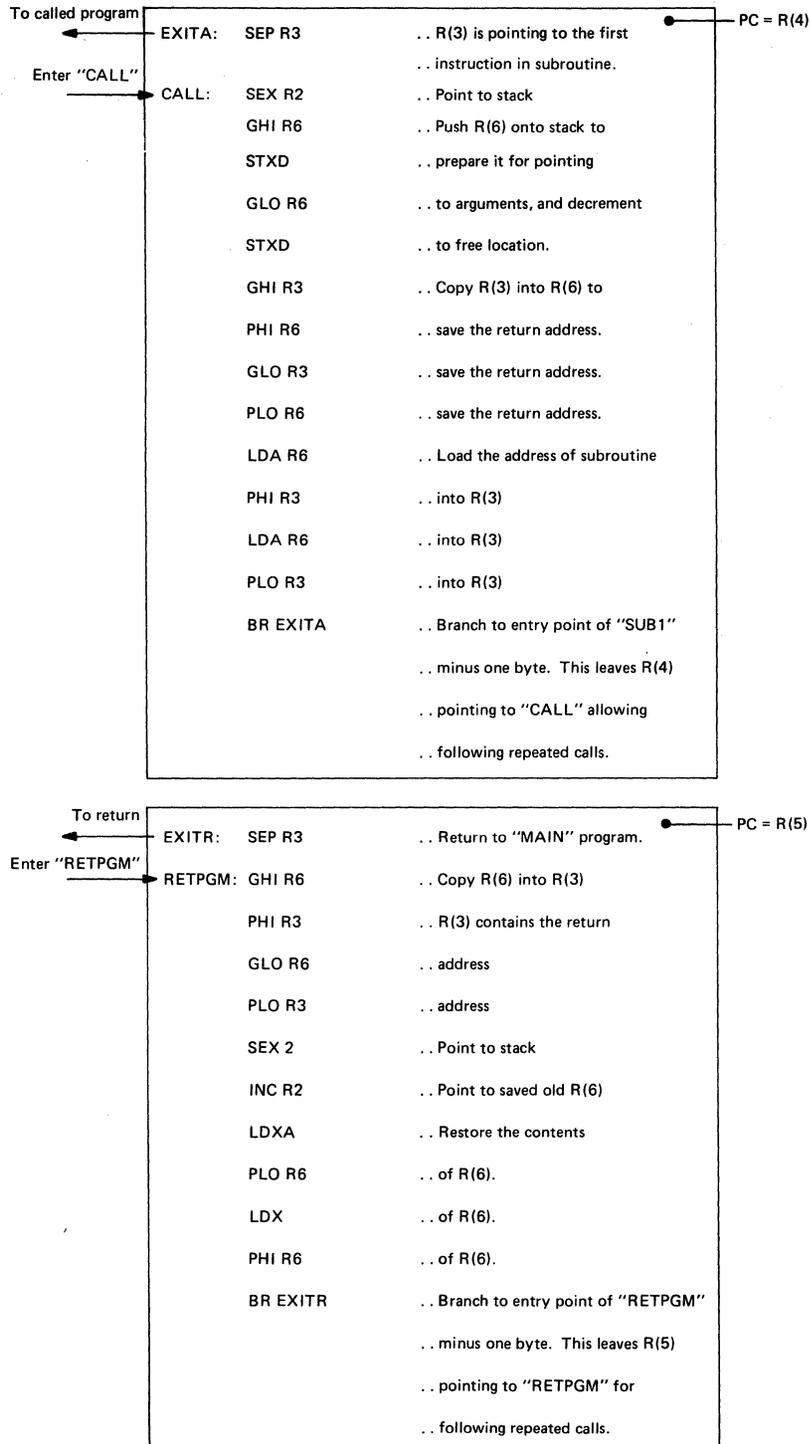 To called program
EXITA: SEP R3 .. R(3) is pointing to the first PC = R(4)
.. instruction in subroutine.
Enter "CALL"
CALL: SEX R2 .. Point to stack
GHI R6 .. Push R(6) onto stack to
STXD .. prepare it for pointing
GLO R6 .. to arguments, and decrement
STXD .. to free location.
GHI R3 .. Copy R(3) into R(6) to
PHI R6 .. save the return address.
GLO R3 .. save the return address.
PLO R6 .. save the return address.
LDA R6 .. Load the address of subroutine
PHI R3 .. into R(3)
LDA R6 .. into R(3)
PLO R3 .. into R(3)
BR EXITA .. Branch to entry point of "SUB1"
.. minus one byte. This leaves R(4)
.. pointing to "CALL" allowing
.. following repeated calls.
To return
EXITR: SEP R3 .. Return to "MAIN" program. PC = R(5)
Enter "RETPGM"
RETPGM: GHI R6 .. Copy R(6) into R(3)
PHI R3 .. R(3) contains the return
GLO R6 .. address
PLO R3 .. address
SEX 2 .. Point to stack
INC R2 .. Point to saved old R(6)
LDXA .. Restore the contents
PLO R6 .. of R(6).
LDX .. of R(6).
PHI R6 .. of R(6).
BR EXITR .. Branch to entry point of "RETPGM"
.. minus one byte. This leaves R(5)
.. pointing to "RETPGM" for
.. following repeated calls.